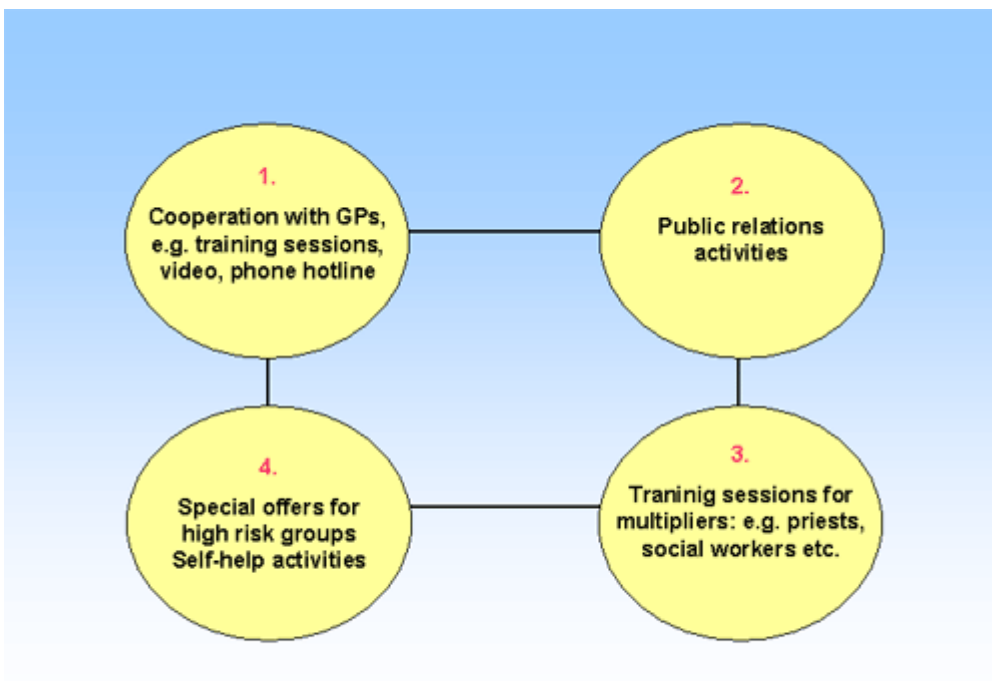 1.
Cooperation with GPs,
e.g. training sessions,
video, phone hotline
2.
Public relations
activities
3.
Traninig sessions for
multipliers: e.g. priests,
social workers etc.
4.
Special offers for
high risk groups
Self-help activities